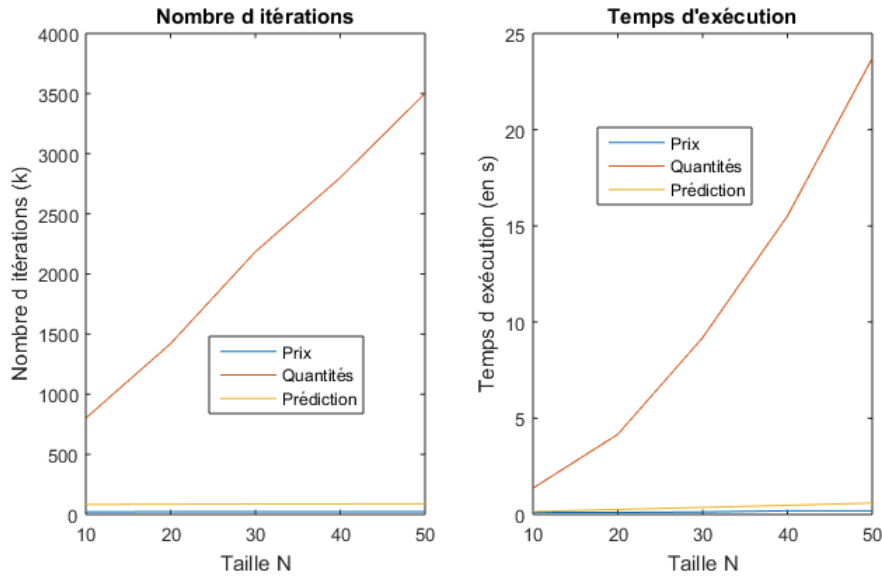 Nombre d itérations
4000
3500
3000
2500
2000
1500
1000
500
0
Nombre d itérations (k)
Prix
Quantités
Prédiction
10 20 30 40 50
Taille N
Temps d'exécution
25
20
15
10
5
0
Temps d exécution (en s)
Prix
Quantités
Prédiction
10 20 30 40 50
Taille N